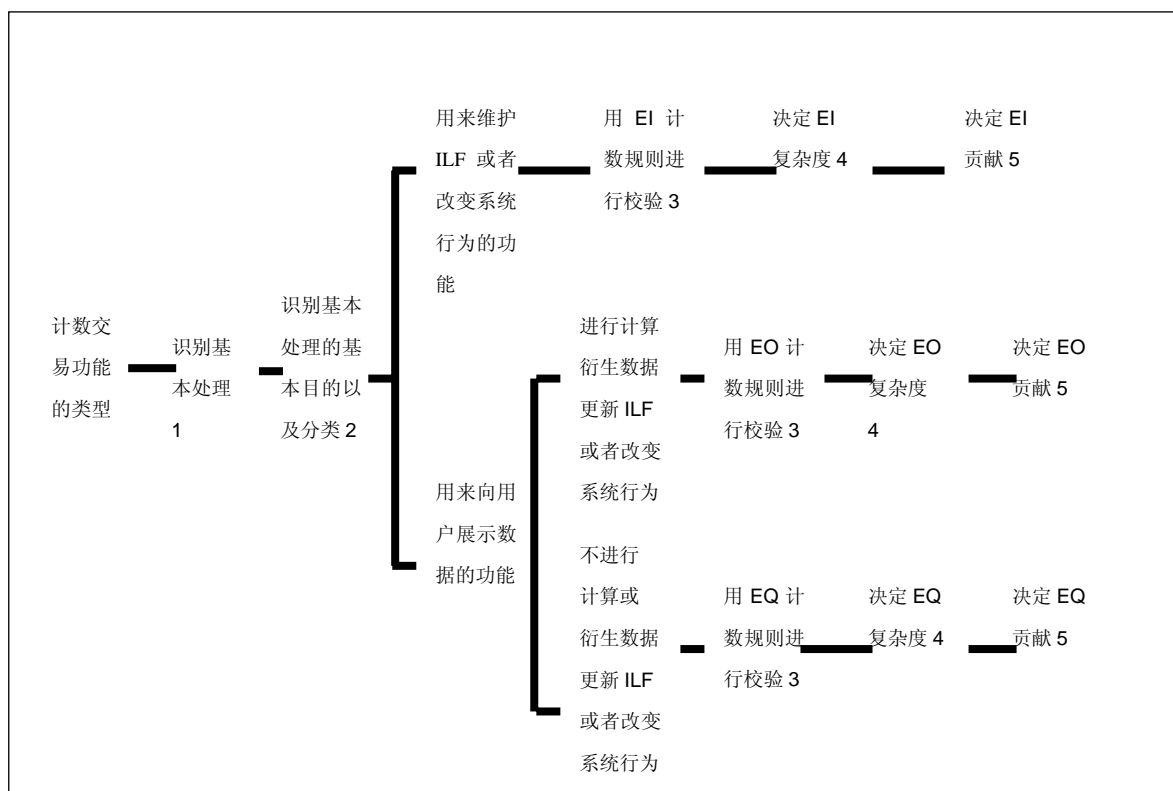 用来维护
ILF 或者
改变系统
行为的功
能
用 EI 计
数规则进
行校验 3
决定 EI
复杂度 4
决定 EI
贡献 5
计数交
易功能
的类型
识别基
本处理
1
识别基本
处理的基
本目的以
及分类 2
进行计算
衍生数据
更新 ILF
或者改变
系统行为
用 EO 计
数规则进
行校验 3
决定 EO
复杂度
4
决定 EO
贡献 5
用来向用
户展示数
据的功能
不进行
计算或
衍生数据
更新 ILF
或者改变
系统行为
用 EQ 计
数规则进
行校验 3
决定 EQ
复杂度 4
决定 EQ
贡献 5